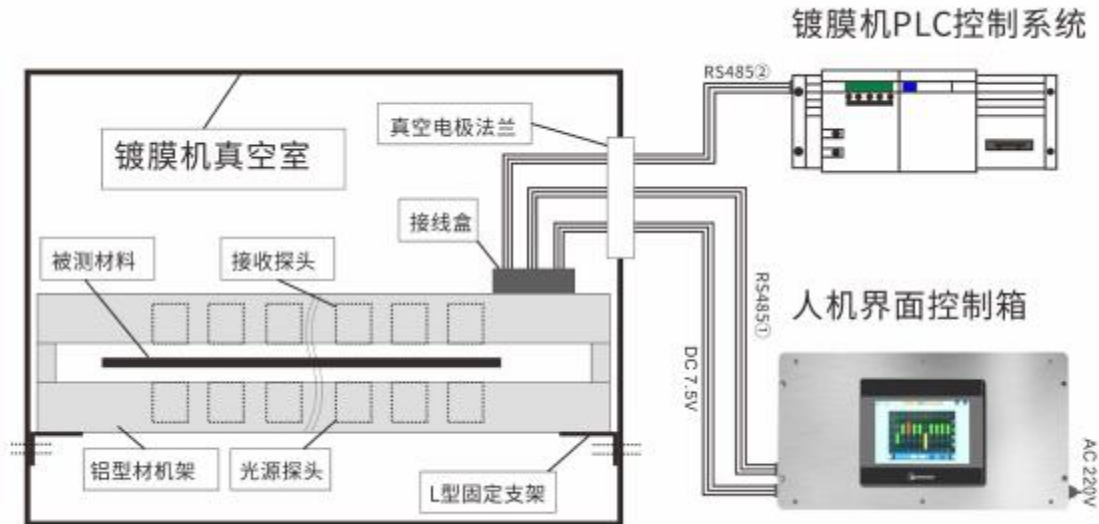 镀膜机PLC控制系统
RS485②
真空电极法兰
镀膜机真空室
接线盒
被测材料
接收探头
RS485①
人机界面控制箱
DC 7.5V
铝型材机架
光源探头
L型固定支架
AC 220V